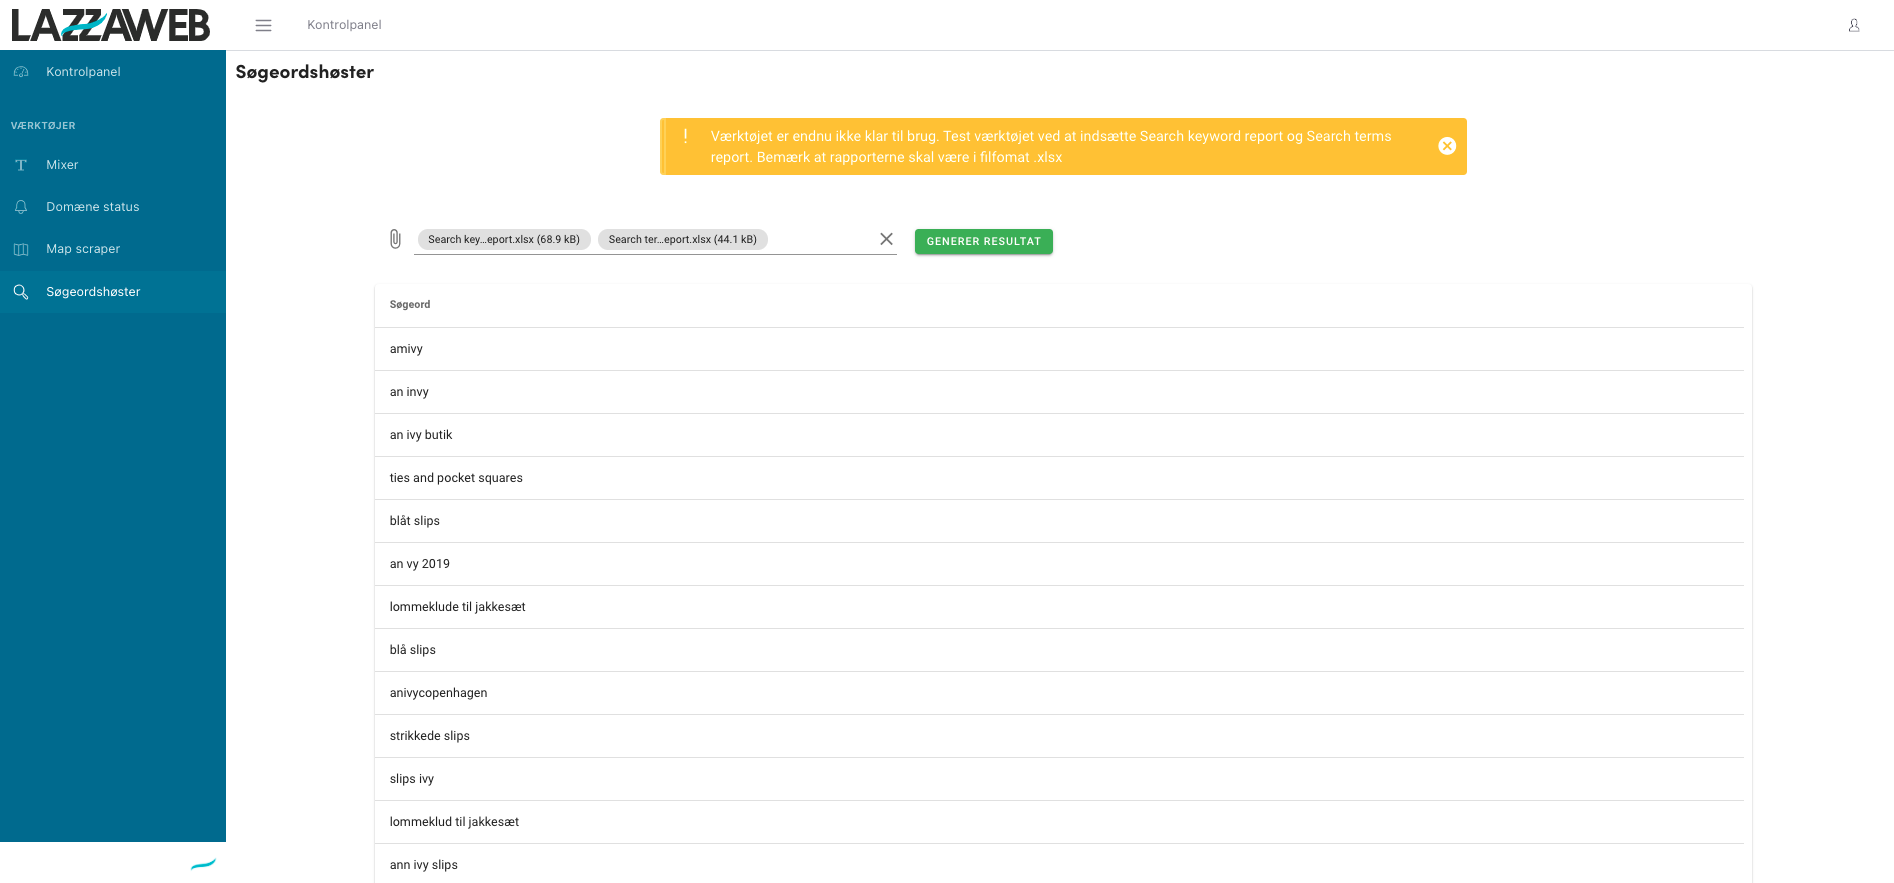 LAZZAWEB
Kontrolpanel
Kontrolpanel
VÆRKTØJER
Mixer
Domæne status
Map scraper
Søgeordshøster
Søgeordshøster
Værktøjet er endnu ikke klar til brug. Test værktøjet ved at indsætte Search keyword report og Search terms
report. Bemærk at rapporterne skal være i filfomat .xlsx
Search key...eport.xlsx (68.9 kB) Search ter...eport.xlsx (44.1 kB)
GENERER RESULTAT
Søgeord
amivy
an invy
an ivy butik
ties and pocket squares
blåt slips
an vy 2019
lommeklude til jakkesæt
blå slips
anivycopenhagen
strikkede slips
slips ivy
lommeklud til jakkesæt
ann ivy slips